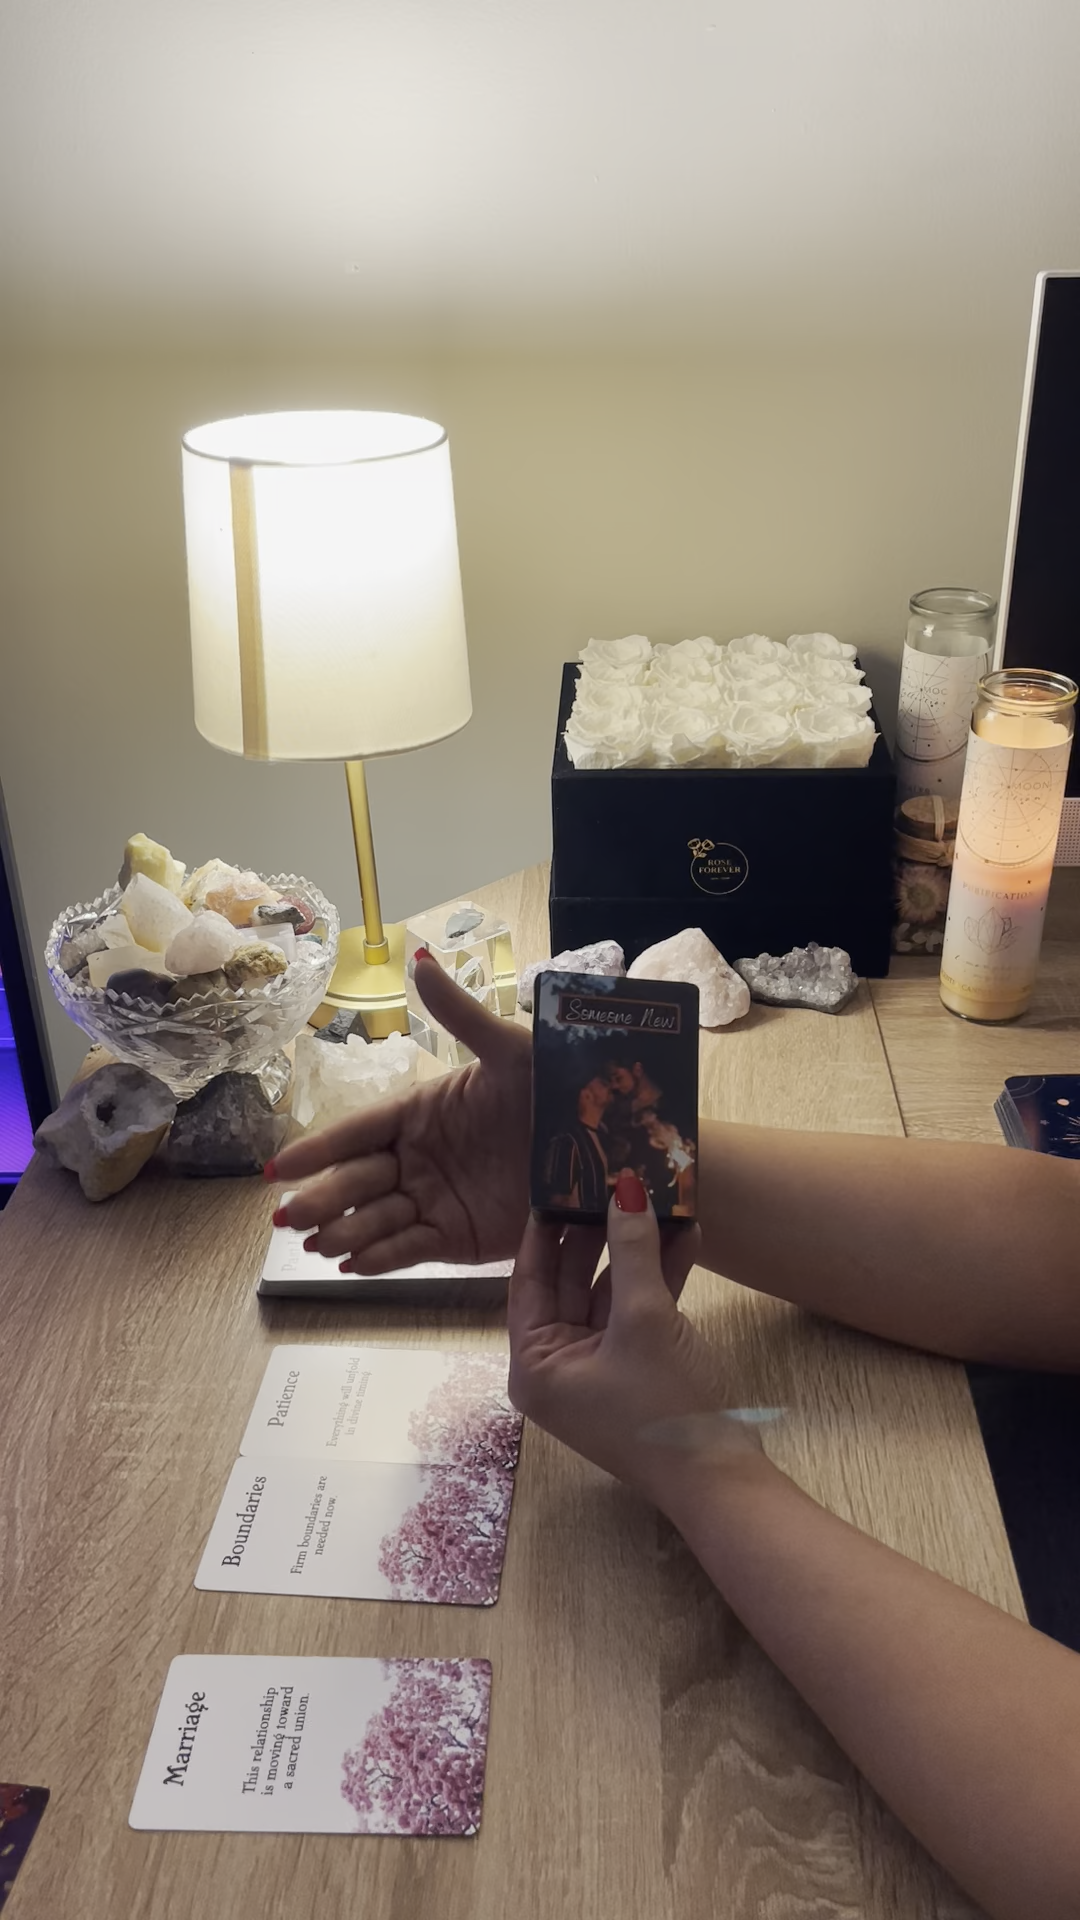 ROSE
FOREVER
MOON
PURIFICATION
Someone New
Patience
Everything will unfold
in divine timing
Boundaries
Firm boundaries are
needed now.
Marriage
This relationship
is moving toward
a sacred union.